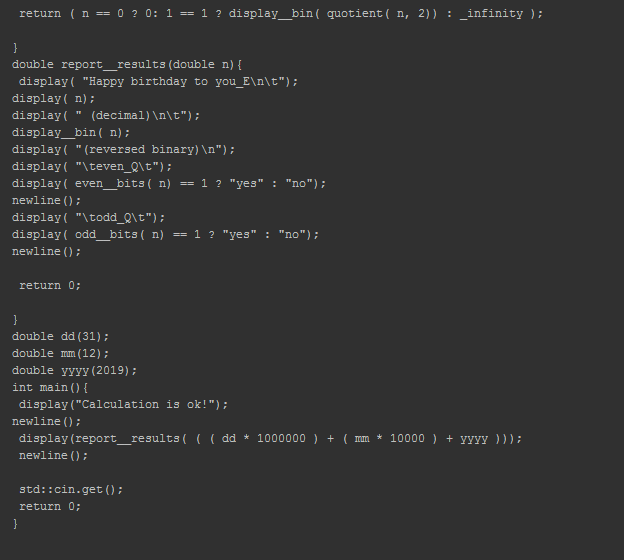 return ( n == 0 ? 0: 1 == 1 ? display__bin( quotient( n, 2)) : _infinity );
}
double report__results(double n){
display( "Happy birthday to you_E\n\t");
display( n);
display( " (decimal)\n\t");
display__bin( n);
display( "(reversed binary)\n");
display( "\teven_Q\t");
display( even__bits( n) == 1 ? "yes" : "no");
newline();
display( "\todd_Q\t");
display( odd__bits( n) == 1 ? "yes" : "no");
newline();
return 0;
}
double dd(31);
double mm(12);
double yyyy(2019);
int main(){
display("Calculation is ok!");
newline();
display(report__results( ( ( dd * 1000000 ) + ( mm * 10000 ) + yyyy )));
newline();
std::cin.get();
return 0;
}